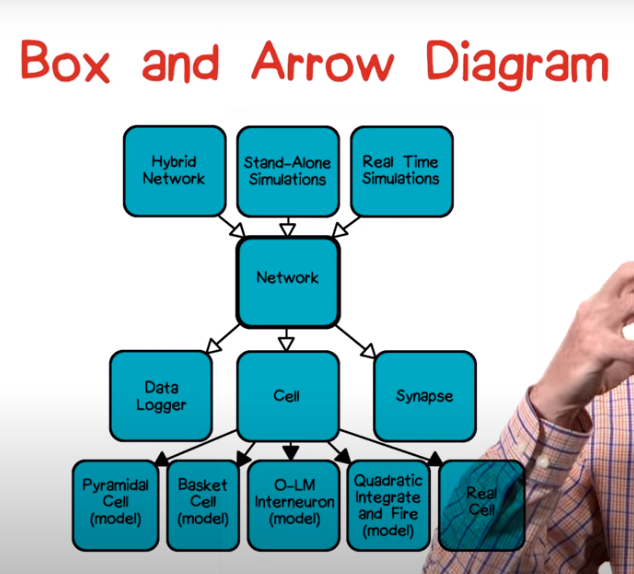 Box and Arrow Diagram
Hybrid
Network
Stand-Alone
Simulations
Real Time
Simulations
Network
Data
Logger
Cell
Synapse
Pyramidal
Cell
(model)
Basket
Cell
(model)
O-LM
Interneuron
(model)
Quadratic
Integrate
and Fire
(model)
Real
Cell